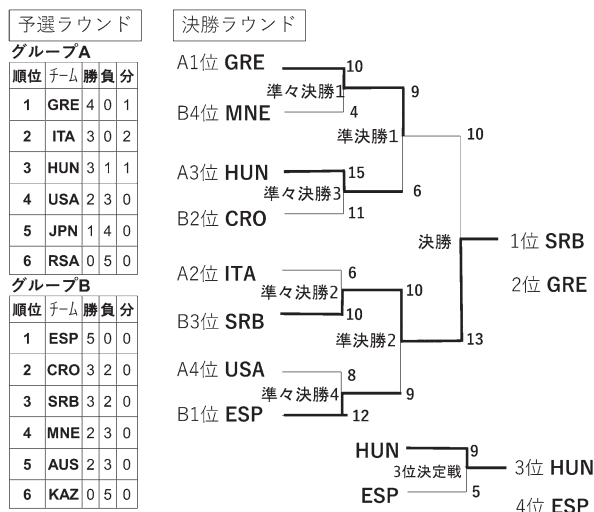 予選ラウンド
グループA
順位 チーム 勝 負 分
1 GRE 4 0 1
2 ITA 3 0 2
3 HUN 3 1 1
4 USA 2 3 0
5 JPN 1 4 0
6 RSA 0 5 0
グループB
順位 チーム 勝 負 分
1 ESP 5 0 0
2 CRO 3 2 0
3 SRB 3 2 0
4 MNE 2 3 0
5 AUS 2 3 0
6 KAZ 0 5 0
決勝ラウンド
A1位 GRE 10
準々決勝1 9
B4位 MNE 4
準決勝1 10
A3位 HUN 15
準々決勝3 6
B2位 CRO 11
決勝 1位 SRB
2位 GRE
A2位 ITA 6
準々決勝2 10
B3位 SRB 10
準決勝2 13
A4位 USA 8
準々決勝4 9
B1位 ESP 12
HUN 9
3位決定戦 3位 HUN
ESP 5
4位 ESP